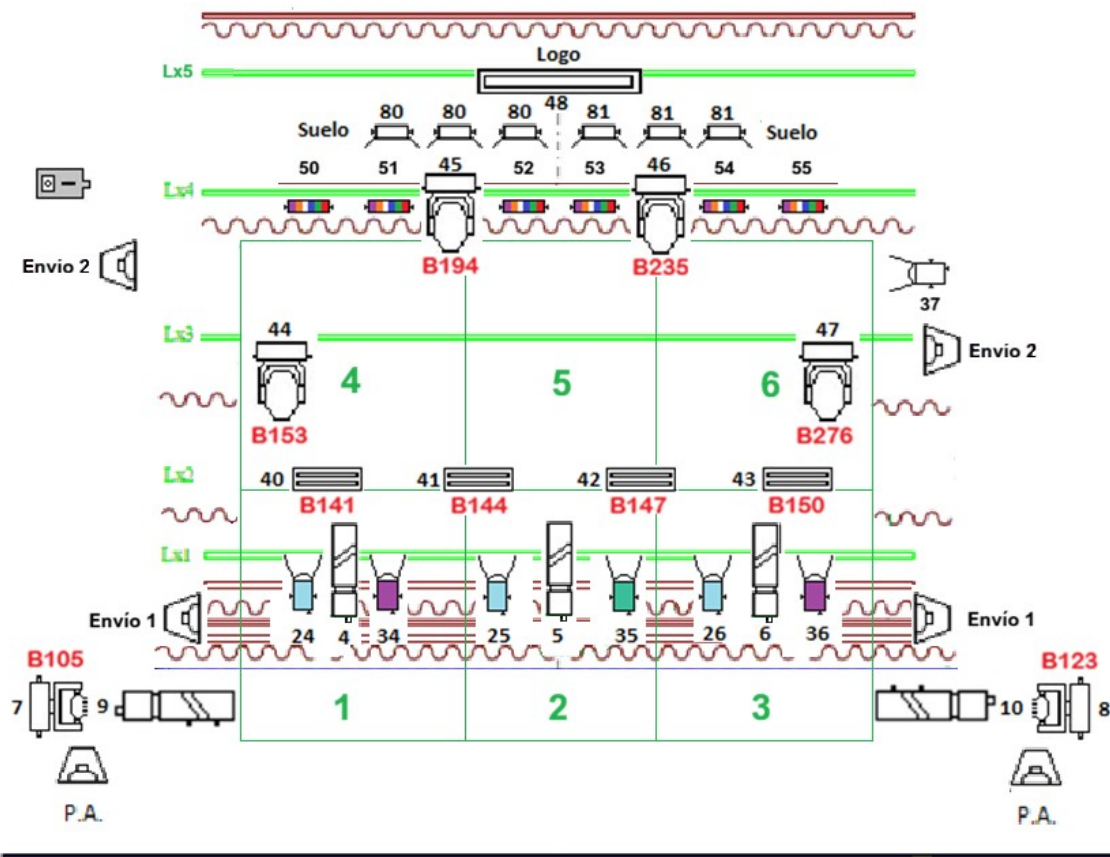 Logo
Lx5
48
80 80 80 81 81 81
Suelo Suelo
50 51 45 52 53 46 54 55
Lx4
B194 B235
Envio 2
37
Lx3
44 47
Envio 2
4 5 6
B153 B276
Lx2
40 41 42 43
B141 B144 B147 B150
Lx1
Envío 1 Envío 1
24 4 34 25 5 35 26 6 36
B105 B123
7 9 1 2 3 10 8
P.A. P.A.